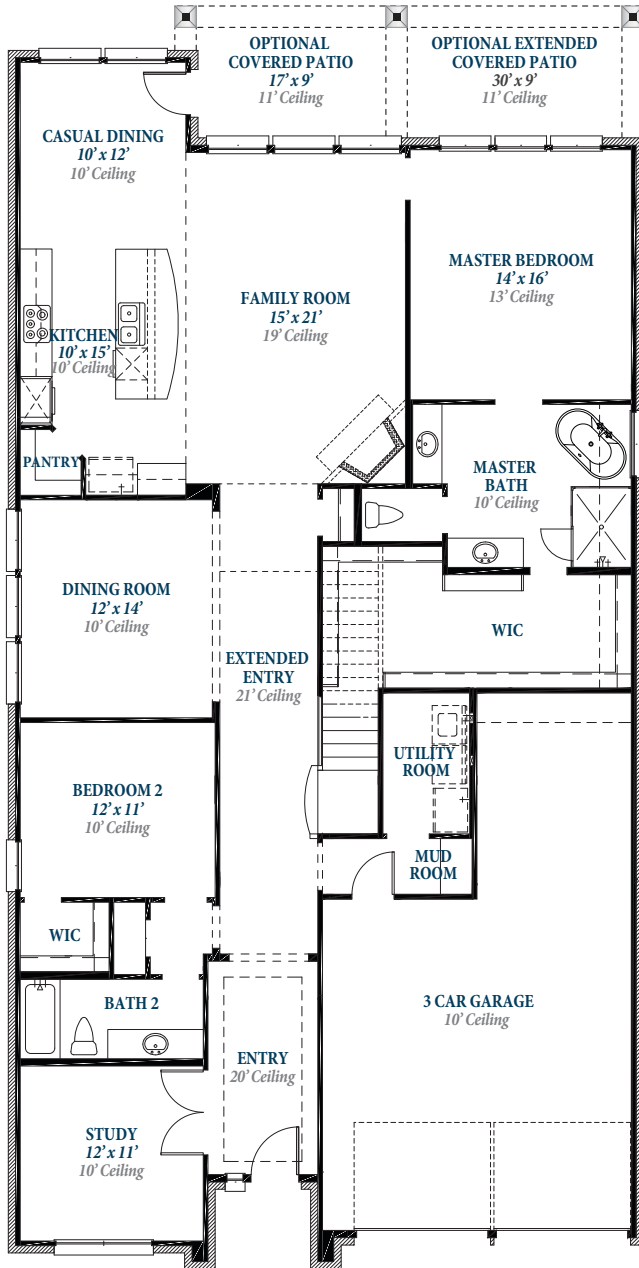 OPTIONAL
COVERED PATIO
17' x 9'
11' Ceiling
OPTIONAL EXTENDED
COVERED PATIO
30' x 9'
11' Ceiling
CASUAL DINING
10' x 12'
10' Ceiling
MASTER BEDROOM
14' x 16'
13' Ceiling
FAMILY ROOM
15' x 21'
19' Ceiling
KITCHEN
10' x 15'
10' Ceiling
PANTRY
MASTER
BATH
10' Ceiling
DINING ROOM
12' x 14'
10' Ceiling
WIC
EXTENDED
ENTRY
21' Ceiling
UTILITY
ROOM
BEDROOM 2
12' x 11'
10' Ceiling
MUD
ROOM
WIC
BATH 2
3 CAR GARAGE
10' Ceiling
ENTRY
20' Ceiling
STUDY
12' x 11'
10' Ceiling